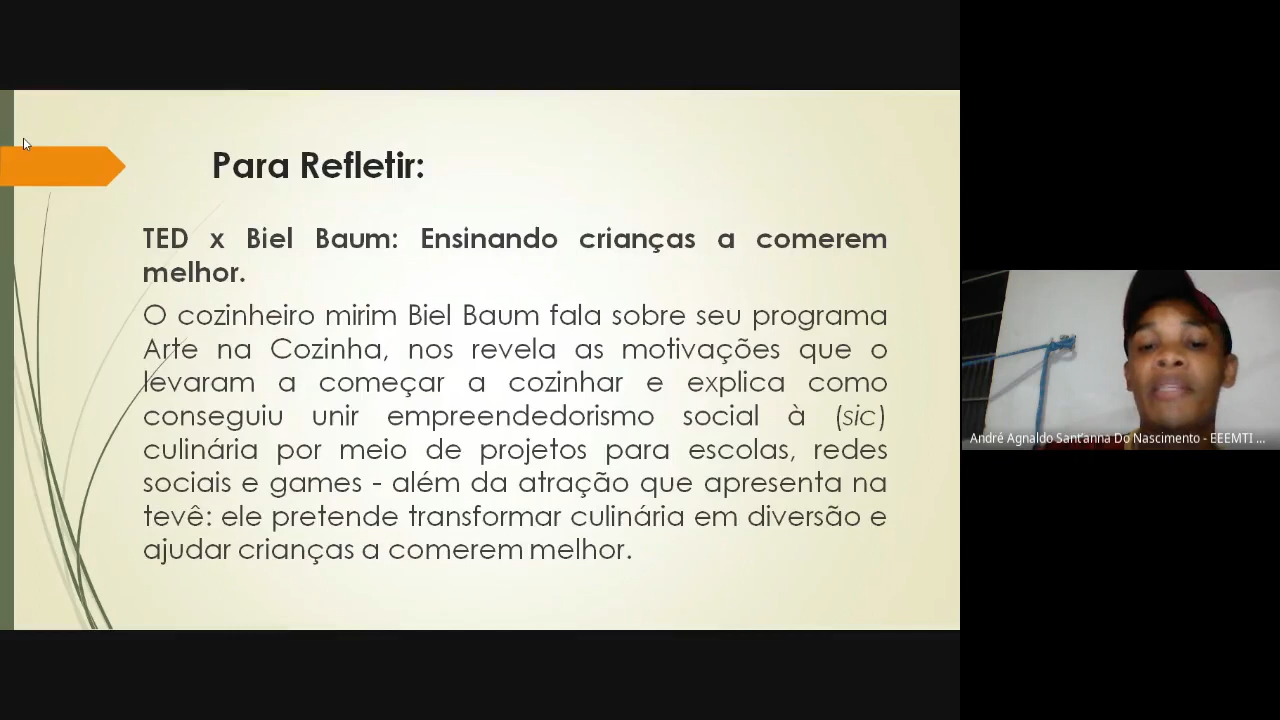 Para Refletir:
TED x Biel Baum: Ensinando crianças a comerem
melhor.
O cozinheiro mirim Biel Baum fala sobre seu programa
Arte na Cozinha, nos revela as motivações que o
levaram a começar a cozinhar e explica como
conseguiu unir empreendedorismo social à (sic)
culinária por meio de projetos para escolas, redes
sociais e games - além da atração que apresenta na
tevê: ele pretende transformar culinária em diversão e
ajudar crianças a comerem melhor.
André Agnaldo Sant'anna Do Nascimento - EEEMTI ...